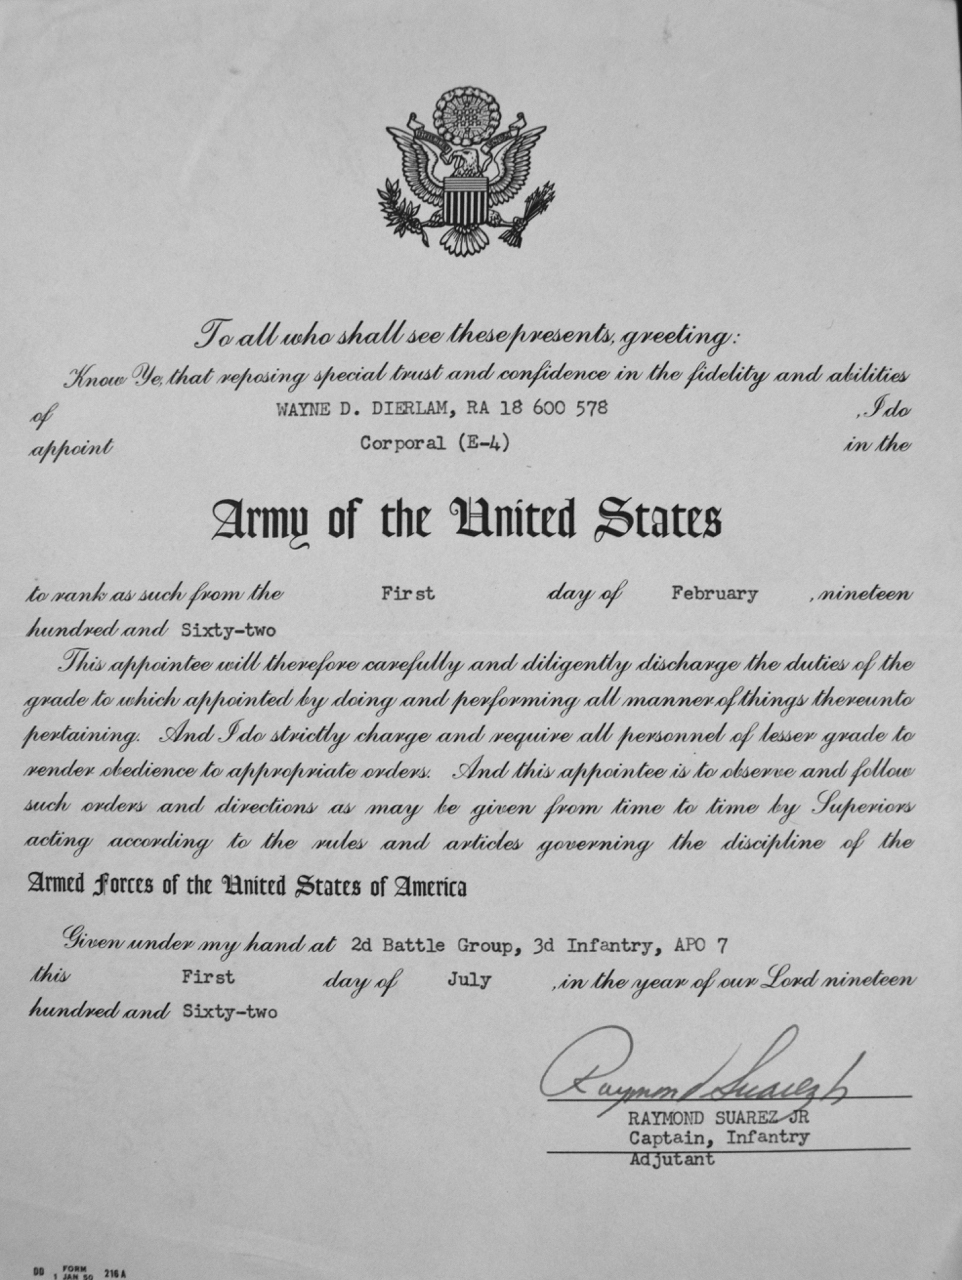 To all who shall see these presents, greeting:
Know Ye, that reposing special trust and confidence in the fidelity and abilities
of WAYNE D. DIERLAM, RA 18 600 578 , I do
appoint Corporal (E-4) in the
Army of the United States
to rank as such from the First day of February , nineteen
hundred and Sixty-two
This appointee will therefore carefully and diligently discharge the duties of the
grade to which appointed by doing and performing all manner of things thereunto
pertaining. And I do strictly charge and require all personnel of lesser grade to
render obedience to appropriate orders. And this appointee is to observe and follow
such orders and directions as may be given from time to time by Superiors
acting according to the rules and articles governing the discipline of the
Armed Forces of the United States of America
Given under my hand at 2d Battle Group, 3d Infantry, APO 7
this First day of July , in the year of our Lord nineteen
hundred and Sixty-two
Raymond Suarez Jr
RAYMOND SUAREZ JR
Captain, Infantry
Adjutant
DD FORM 216A
1 JAN 50